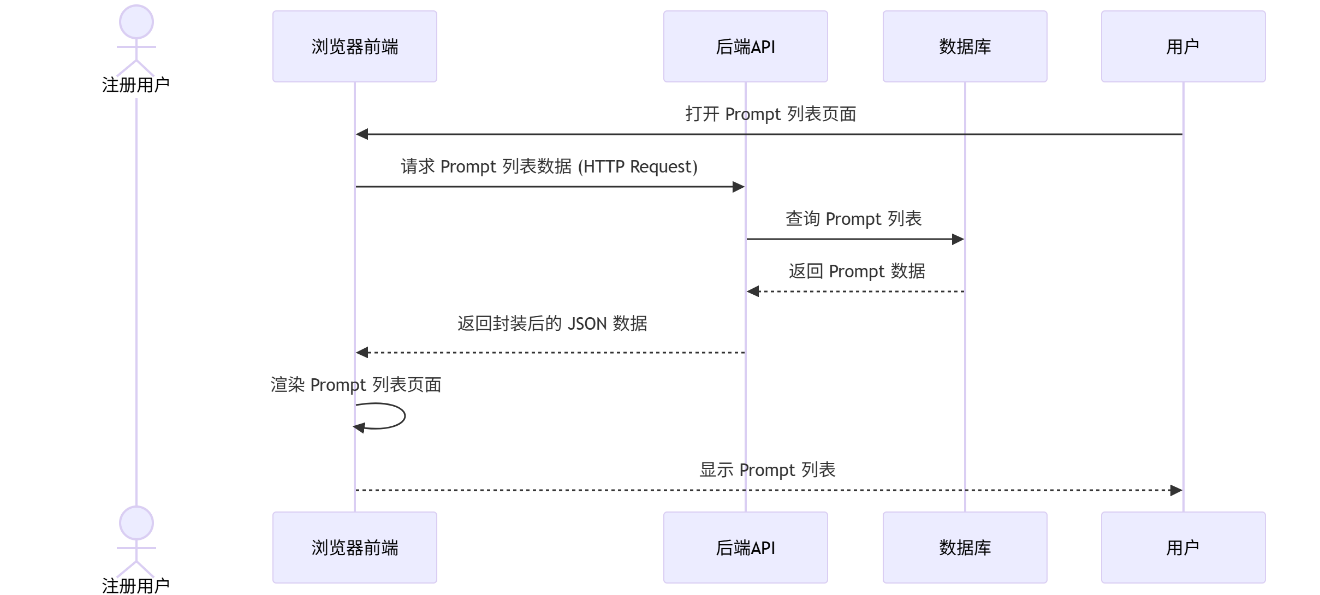 注册用户
浏览器前端
后端API
数据库
用户
打开 Prompt 列表页面
请求 Prompt 列表数据 (HTTP Request)
查询 Prompt 列表
返回 Prompt 数据
返回封装后的 JSON 数据
渲染 Prompt 列表页面
显示 Prompt 列表
注册用户
浏览器前端
后端API
数据库
用户